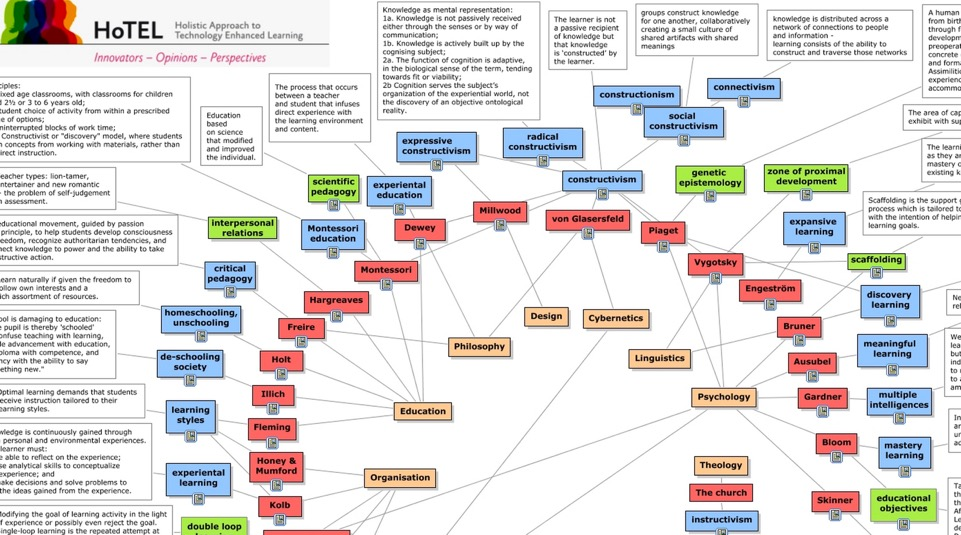 HoTEL
Holistic Approach to
Technology Enhanced Learning
Innovators – Opinions – Perspectives
Knowledge as mental representation:
1a. Knowledge is not passively received
either through the senses or by way of
communication;
1b. Knowledge is actively built up by the
cognising subject;
2a. The function of cognition is adaptive,
in the biological sense of the term, tending
towards fit or viability;
2b Cognition serves the subject's
organization of the experiential world, not
the discovery of an objective ontological
reality.
The learner is not
a passive recipient
of knowledge but
that knowledge
is 'constructed' by
the learner.
groups construct knowledge
for one another, collaboratively
creating a small culture of
shared artifacts with shared
meanings
knowledge is distributed across a
network of connections to people
and information -
learning consists of the ability to
construct and traverse those networks
A human
from birt
through f
develop
preoperat
concrete
and forma
Assimilati
experienc
accommo
ciples:
ixed age classrooms, with classrooms for children
d 2½ or 3 to 6 years old;
tudent choice of activity from within a prescribed
e of options;
ninterrupted blocks of work time;
Constructivist or "discovery" model, where students
concepts from working with materials, rather than
irect instruction.
Education
based
on science
that modified
and improved
the individual.
The process that occurs
between a teacher
and student that infuses
direct experience with
the learning environment
and content.
constructionism
connectivism
social
constructivism
expressive
constructivism
radical
constructivism
constructivism
The area of cap
exhibit with sup
The learni
as they ar
mastery o
existing k
eacher types: lion-tamer,
ntertainer and new romantic
- the problem of self-judgement
assessment.
scientific
pedagogy
experiential
education
genetic
epistemology
zone of proximal
development
Scaffolding is the support g
process which is tailored to
with the intention of helpin
learning goals.
educational movement, guided by passion
principle, to help students develop consciousness
eedom, recognize authoritarian tendencies, and
nect knowledge to power and the ability to take
structive action.
interpersonal
relations
Montessori
education
Dewey
Millwood
von Glasersfeld
Piaget
expansive
learning
Montessori
Vygotsky
scaffolding
earn naturally if given the freedom to
ollow own interests and a
ich assortment of resources.
critical
pedagogy
Hargreaves
Engeström
discovery
learning
Ne
rel
ool is damaging to education:
e pupil is thereby 'schooled'
onfuse teaching with learning,
de advancement with education,
ploma with competence, and
ncy with the ability to say
ething new."
homeschooling,
unschooling
Freire
Design
Cybernetics
Bruner
Philosophy
Linguistics
meaningful
learning
de-schooling
society
Holt
Ausubel
Optimal learning demands that students
eceive instruction tailored to their
earning styles.
Illich
Psychology
Gardner
multiple
intelligences
learning
styles
Education
Fleming
wledge is continuously gained through
personal and environmental experiences.
learner must:
e able to reflect on the experience;
se analytical skills to conceptualize
experience; and
ake decisions and solve problems to
the ideas gained from the experience.
Bloom
mastery
learning
Honey &
Mumford
experiential
learning
Organisation
Theology
Kolb
The church
Skinner
educational
objectives
Modifying the goal of learning activity in the light
f experience or possibly even reject the goal.
ingle-loop learning is the repeated attempt at
double loop
instructivism